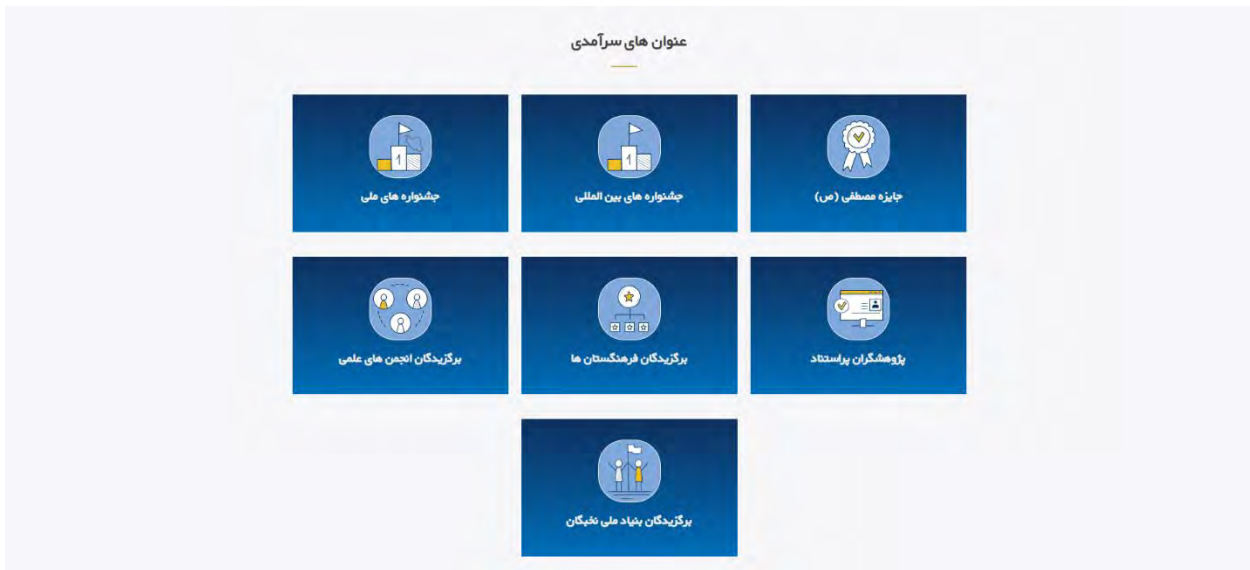 عنوان های سرآمدی
جایزه مصطفی (ص)
جشنواره های بین المللی
جشنواره های ملی
پژوهشگران پراستناد
برگزیدگان فرهنگستان ها
برگزیدگان انجمن های علمی
برگزیدگان بنیاد ملی نخبگان